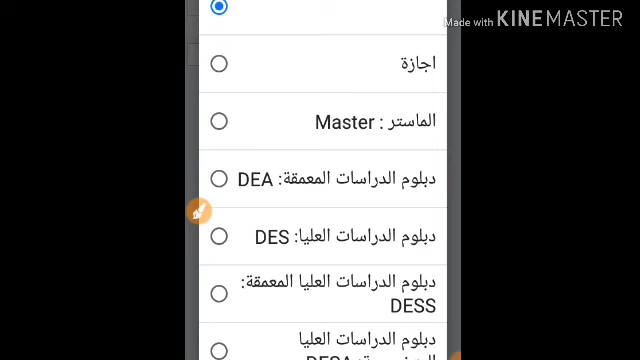 Made with KINEMASTER
اجازة
الماستر : Master
دبلوم الدراسات المعمقة: DEA
دبلوم الدراسات العليا: DES
دبلوم الدراسات العليا المعمقة:
DESS
دبلوم الدراسات العليا
DESA